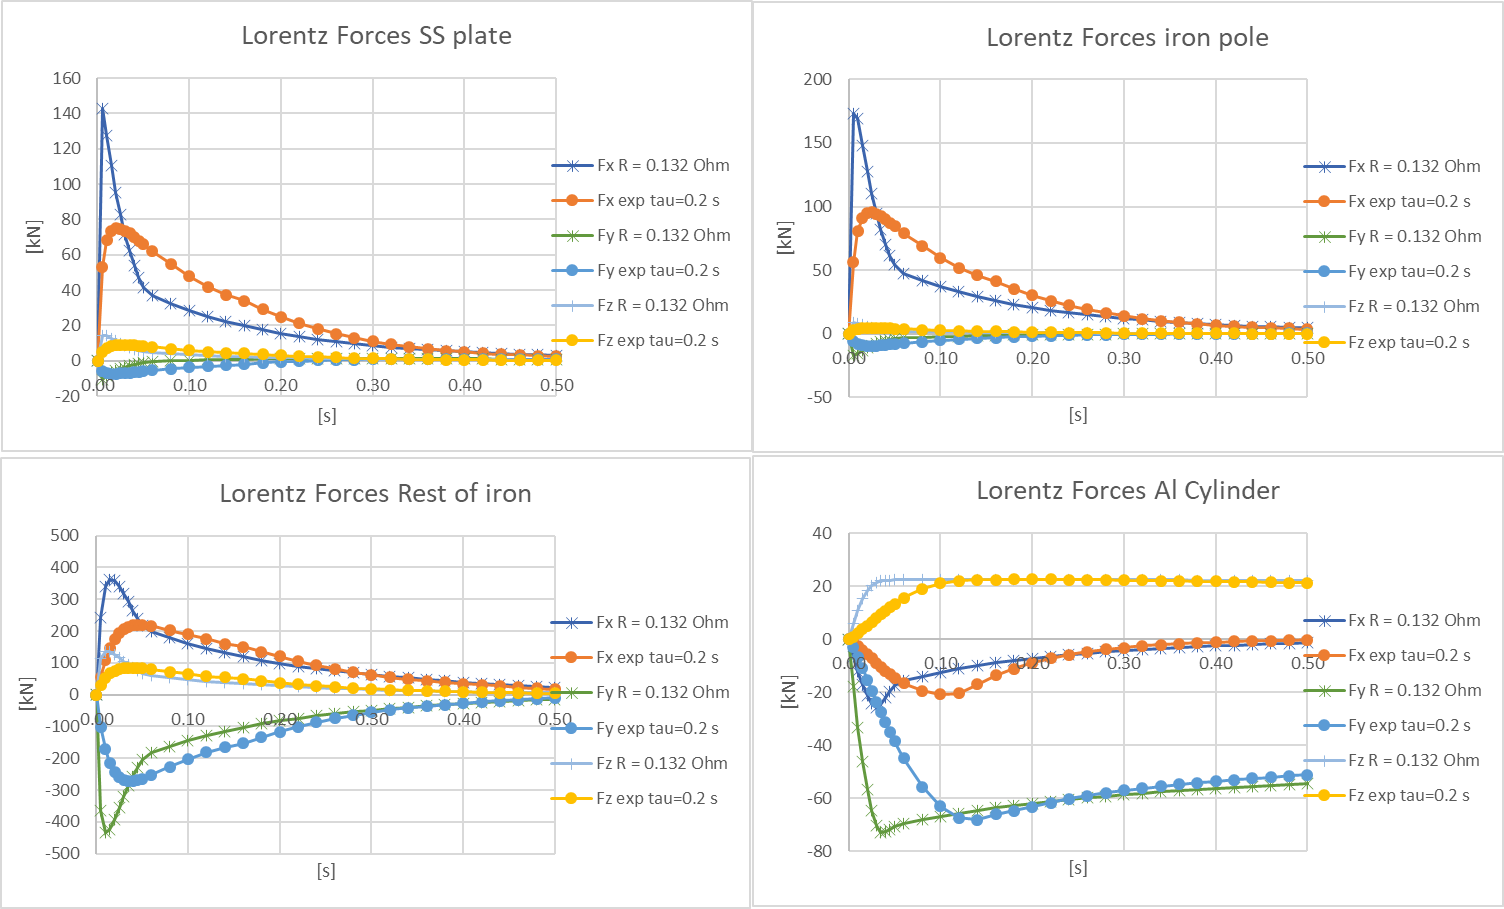 Lorentz Forces SS plate
160
140
120
100
80
60
40
20
0
-20
[kN]
0.00 0.10 0.20 0.30 0.40 0.50
[s]
Fx R = 0.132 Ohm
Fx exp tau=0.2 s
Fy R = 0.132 Ohm
Fy exp tau=0.2 s
Fz R = 0.132 Ohm
Fz exp tau=0.2 s
Lorentz Forces iron pole
200
150
100
50
0
-50
[kN]
0.00 0.10 0.20 0.30 0.40 0.50
[s]
Fx R = 0.132 Ohm
Fx exp tau=0.2 s
Fy R = 0.132 Ohm
Fy exp tau=0.2 s
Fz R = 0.132 Ohm
Fz exp tau=0.2 s
Lorentz Forces Rest of iron
500
400
300
200
100
0
-100
-200
-300
-400
-500
[kN]
0.00 0.10 0.20 0.30 0.40 0.50
[s]
Fx R = 0.132 Ohm
Fx exp tau=0.2 s
Fy R = 0.132 Ohm
Fy exp tau=0.2 s
Fz R = 0.132 Ohm
Fz exp tau=0.2 s
Lorentz Forces Al Cylinder
40
20
0
-20
-40
-60
-80
[kN]
0.00 0.10 0.20 0.30 0.40 0.50
[s]
Fx R = 0.132 Ohm
Fx exp tau=0.2 s
Fy R = 0.132 Ohm
Fy exp tau=0.2 s
Fz R = 0.132 Ohm
Fz exp tau=0.2 s